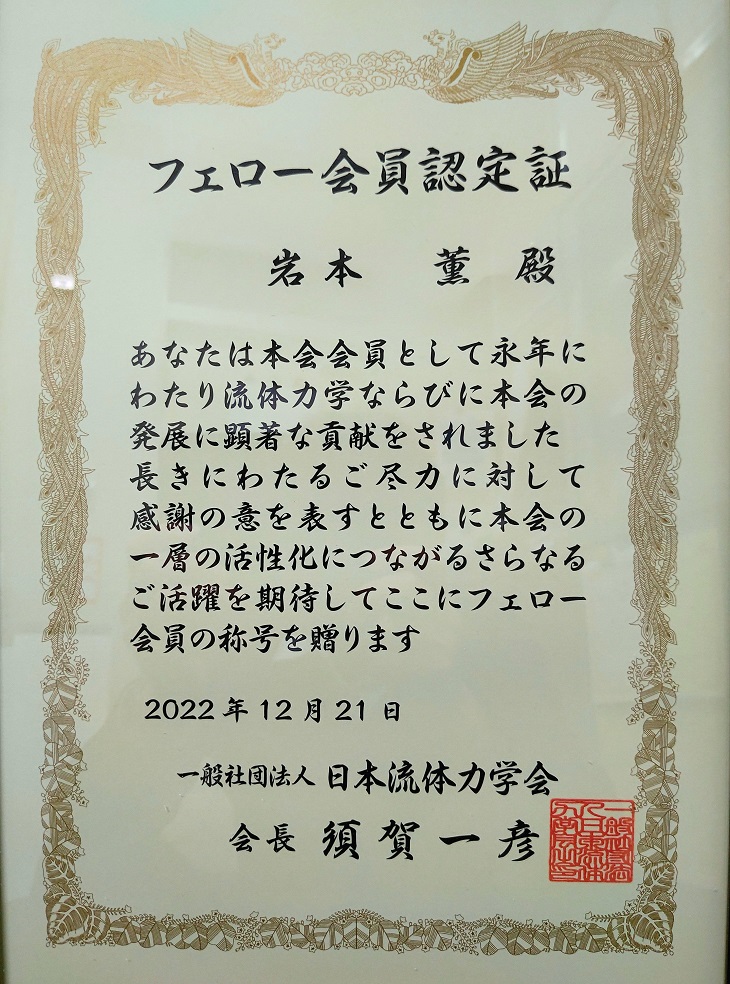 フェロー会員認定証
岩本 薫 殿
あなたは本会会員として永年に
わたり流体力学ならびに本会の
発展に顕著な貢献をされました
長きにわたるご尽力に対して
感謝の意を表すとともに本会の
一層の活性化につながるさらなる
ご活躍を期待してここにフェロー
会員の称号を贈ります
2022年12月21日
一般社団法人 日本流体力学会
会長 須賀一彦